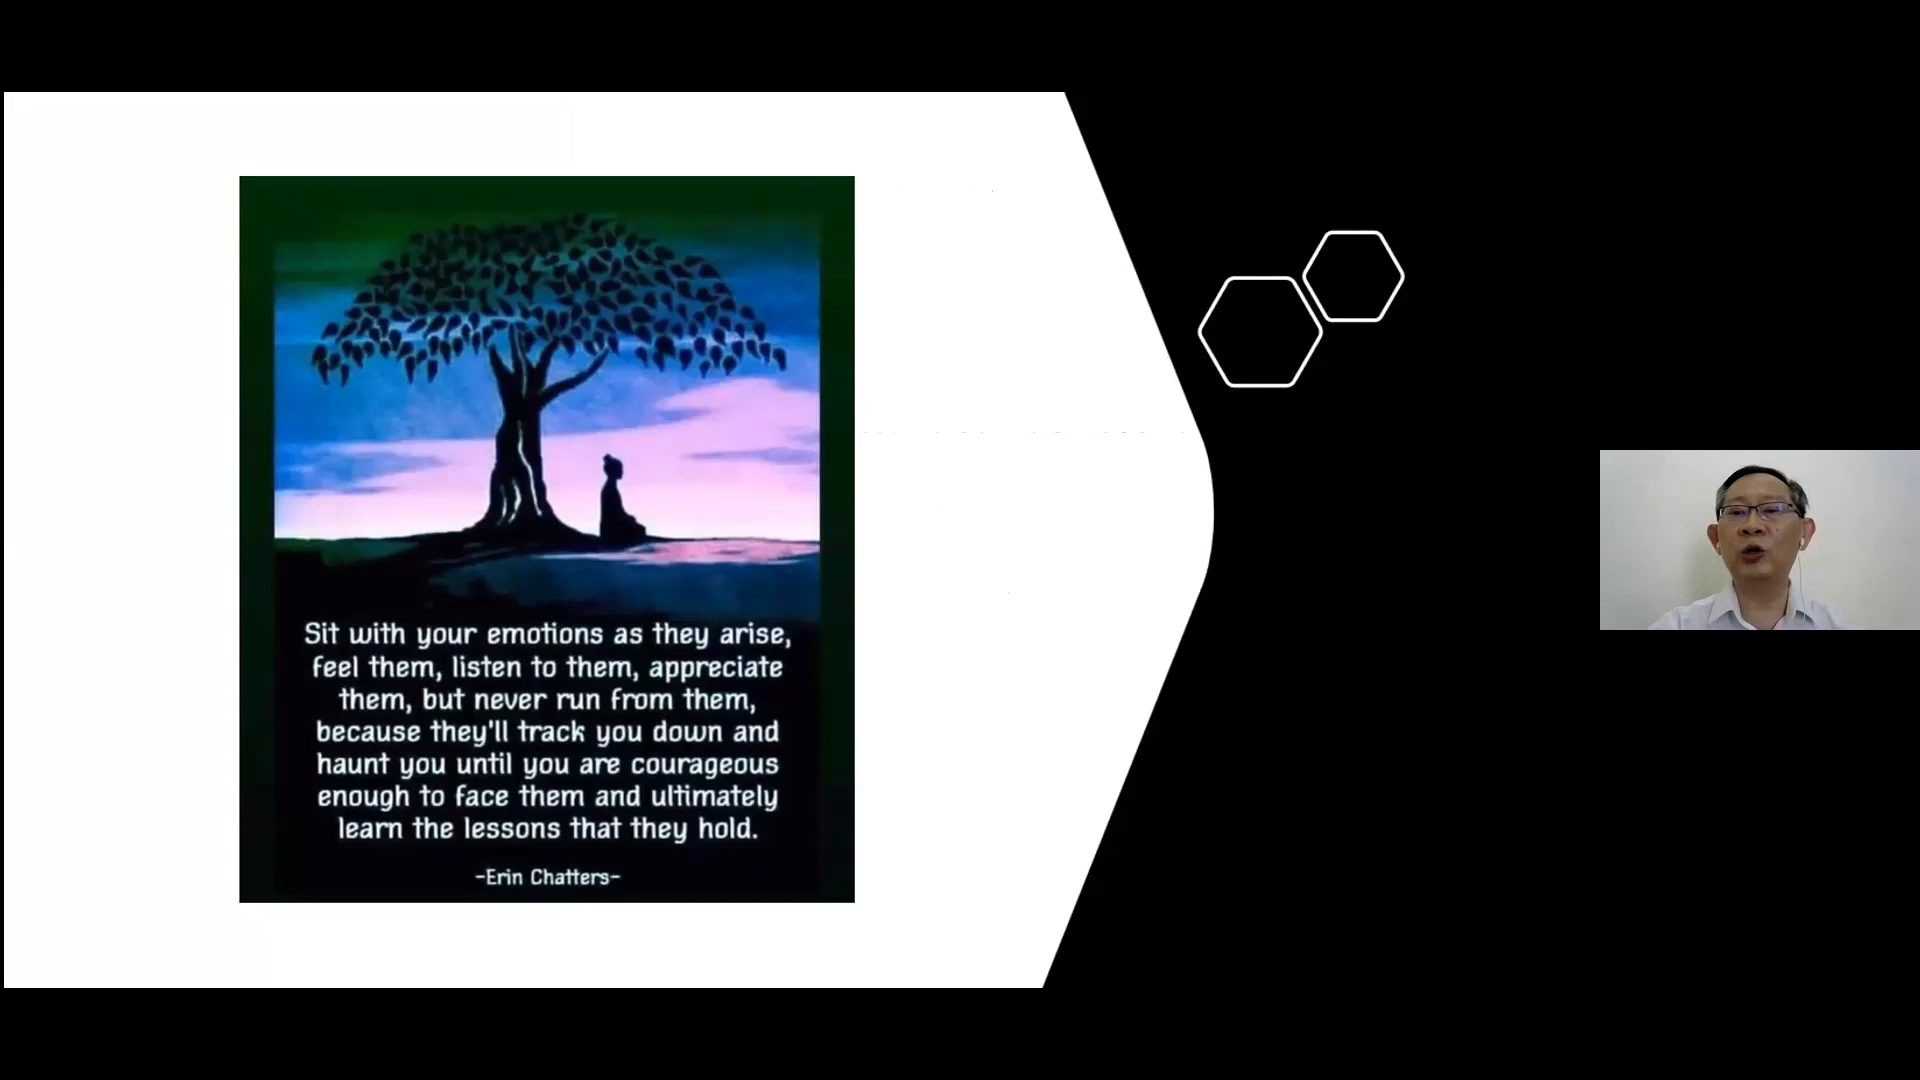 Sit with your emotions as they arise,
feel them, listen to them, appreciate
them, but never run from them,
because they'll track you down and
haunt you until you are courageous
enough to face them and ultimately
learn the lessons that they hold.
-Erin Chatters-